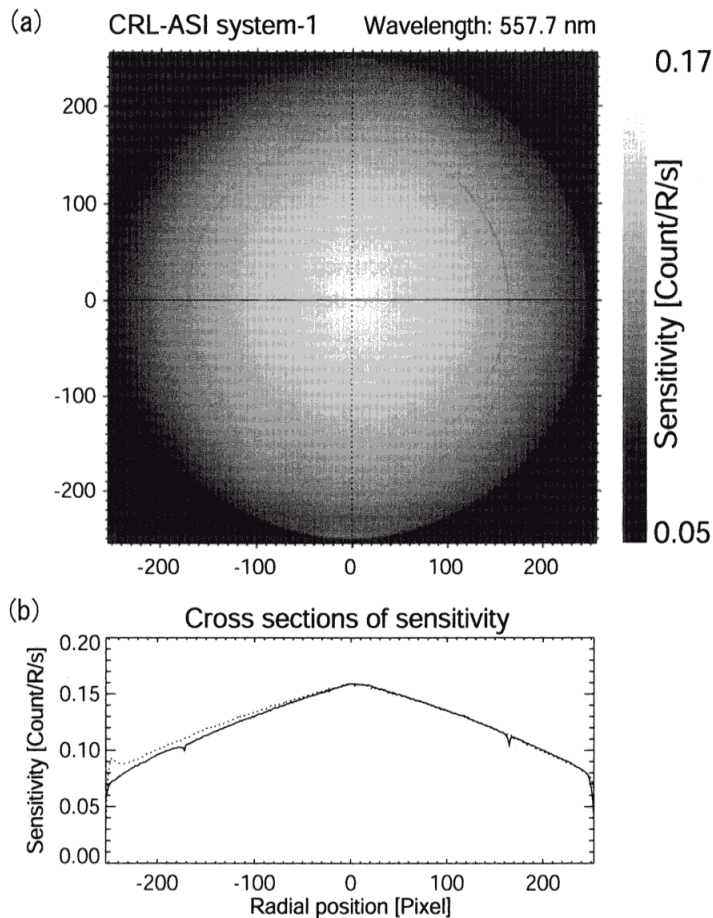 (a)
CRL-ASI system-1 Wavelength: 557.7 nm
200
100
0
-100
-200
-200 -100 0 100 200
0.17
Sensitivity [Count/R/s]
0.05
(b)
Cross sections of sensitivity
0.20
0.15
0.10
0.05
0.00
Sensitivity [Count/R/s]
-200 -100 0 100 200
Radial position [Pixel]